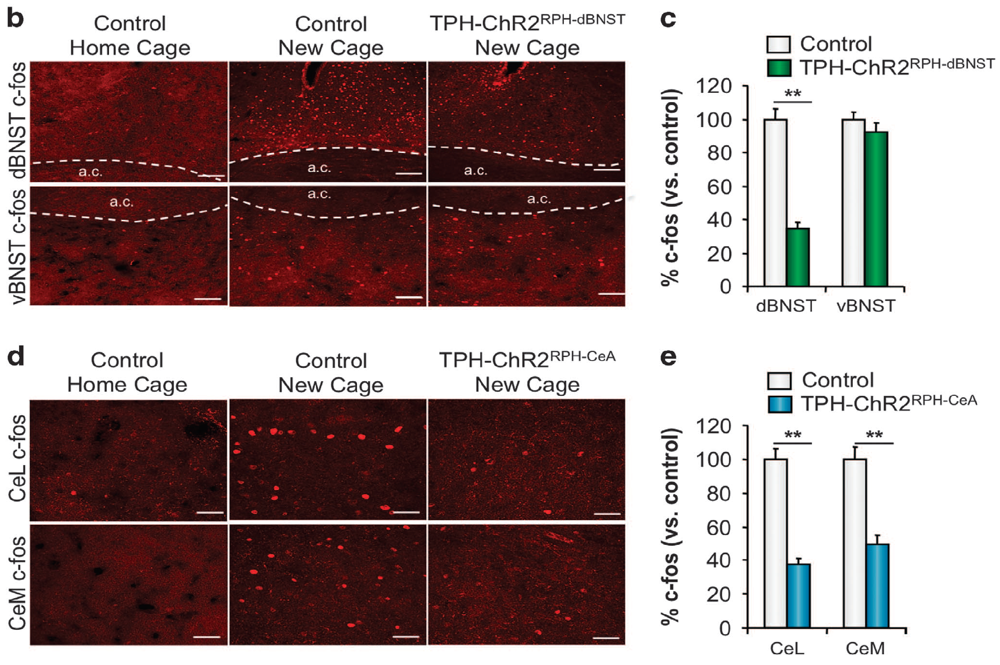 b
Control
Home Cage
Control
New Cage
TPH-ChR2RPH-dBNST
New Cage
dBNST c-fos
a.c.
a.c.
a.c.
vBNST c-fos
a.c.
a.c.
a.c.
c
Control
TPH-ChR2RPH-dBNST
% c-fos (vs. control)
120
100
80
60
40
20
0
**
dBNST
vBNST
d
Control
Home Cage
Control
New Cage
TPH-ChR2RPH-CeA
New Cage
CeL c-fos
CeM c-fos
e
Control
TPH-ChR2RPH-CeA
% c-fos (vs. control)
120
100
80
60
40
20
0
**
**
CeL
CeM